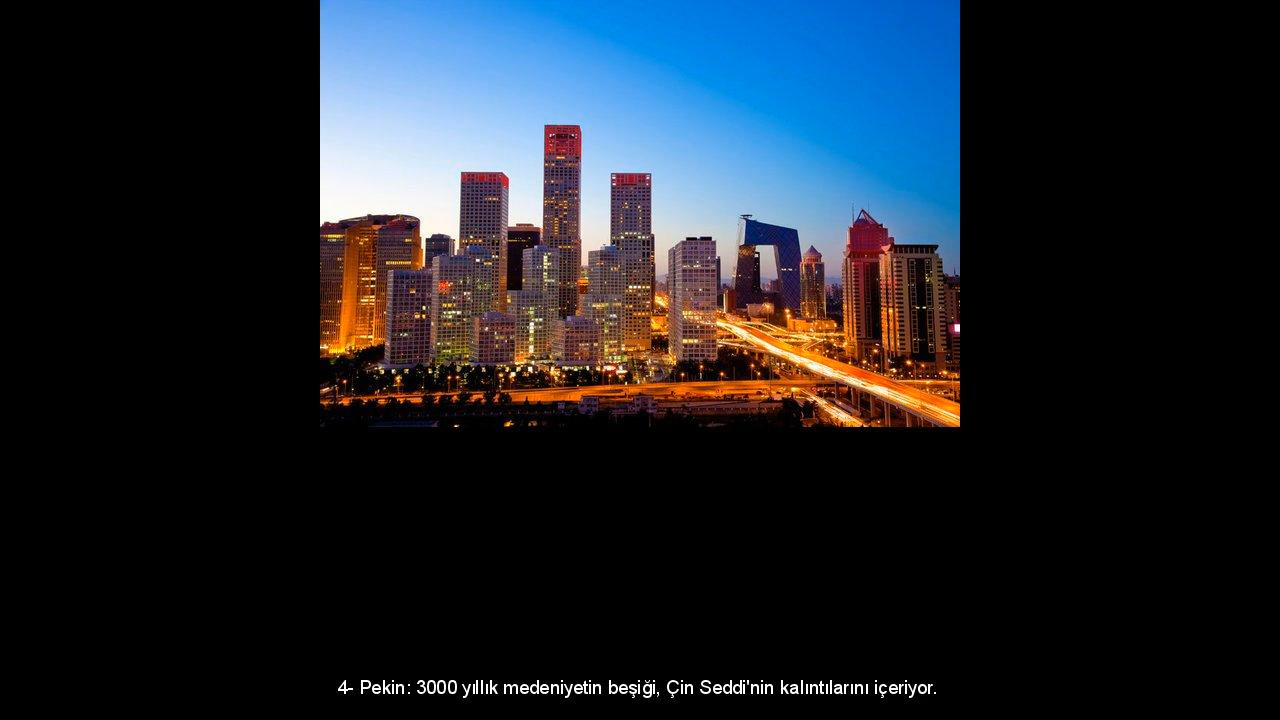 4- Pekin: 3000 yıllık medeniyetin beşiği, Çin Seddi'nin kalıntılarını içeriyor.